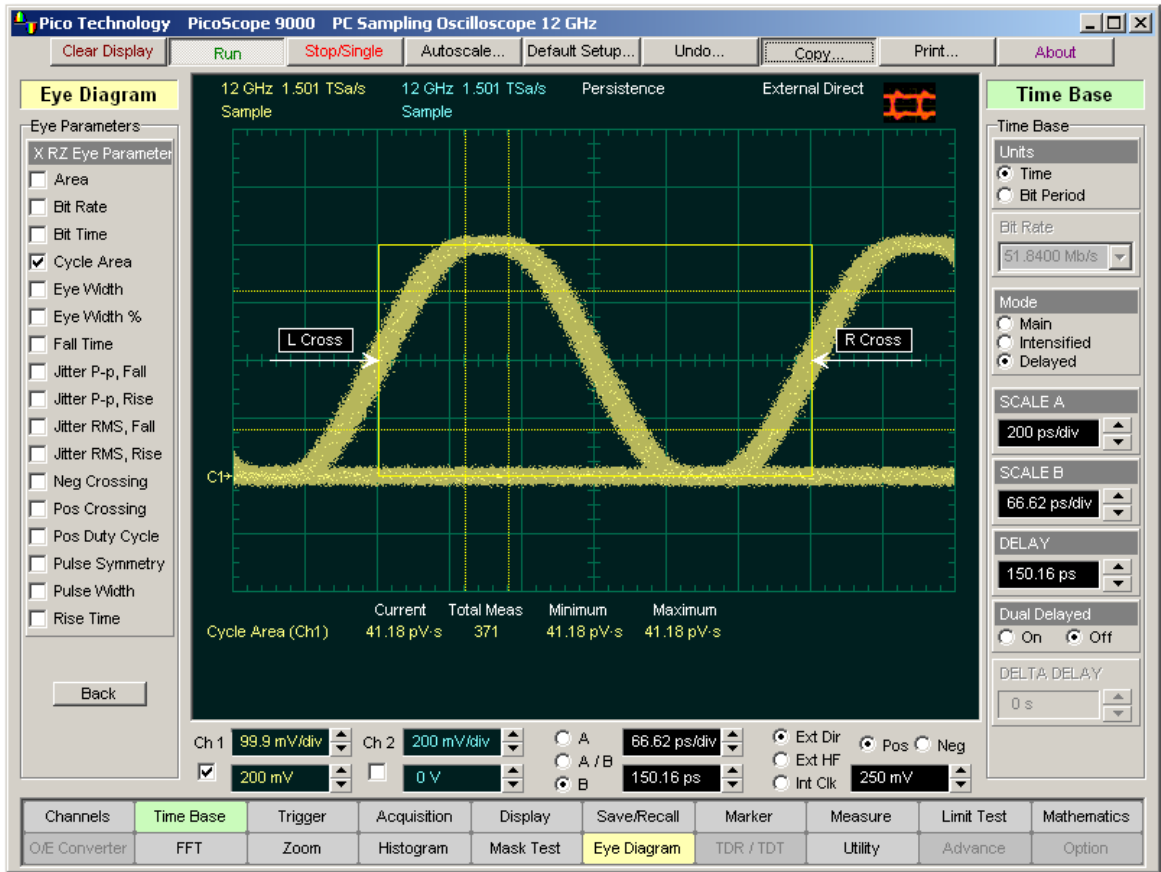 Pico Technology PicoScope 9000 PC Sampling Oscilloscope 12 GHz
Clear Display Run Stop/Single Autoscale... Default Setup... Undo... Copy... Print... About
Eye Diagram
Eye Parameters
X RZ Eye Parameter
Area
Bit Rate
Bit Time
Cycle Area
Eye Width
Eye Width %
Fall Time
Jitter P-p, Fall
Jitter P-p, Rise
Jitter RMS, Fall
Jitter RMS, Rise
Neg Crossing
Pos Crossing
Pos Duty Cycle
Pulse Symmetry
Pulse Width
Rise Time
Back
12 GHz 1.501 TSa/s 12 GHz 1.501 TSa/s Persistence External Direct
Sample Sample
L Cross R Cross
C1
Current Total Meas Minimum Maximum
Cycle Area (Ch1) 41.18 pV·s 371 41.18 pV·s 41.18 pV·s
Time Base
Time Base
Units
Time
Bit Period
Bit Rate
51.8400 Mb/s
Mode
Main
Intensified
Delayed
SCALE A
200 ps/div
SCALE B
66.62 ps/div
DELAY
150.16 ps
Dual Delayed
On Off
DELTA DELAY
0 s
Ch 1 99.9 mV/div Ch 2 200 mV/div A 66.62 ps/div Ext Dir Pos Neg
A / B Ext HF
200 mV 0 V B 150.16 ps Int Clk 250 mV
Channels Time Base Trigger Acquisition Display Save/Recall Marker Measure Limit Test Mathematics
O/E Converter FFT Zoom Histogram Mask Test Eye Diagram TDR / TDT Utility Advance Option